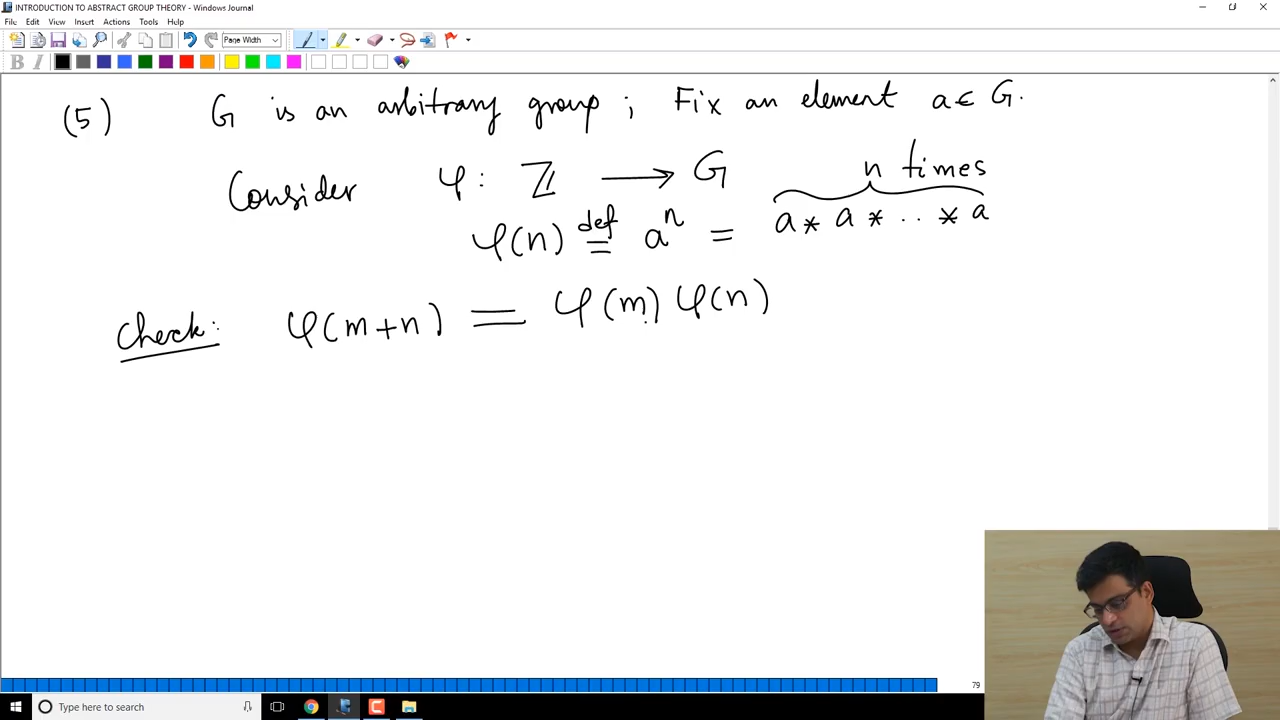 INTRODUCTION TO ABSTRACT GROUP THEORY - Windows Journal
File Edit View Insert Actions Tools Help
Page Width
B I
(5) G is an arbitrary group ; Fix an element a ∈ G.
Consider φ : ℤ ⟶ G n times
φ(n) def= aⁿ = a * a * .. * a
Check: φ(m+n) = φ(m) φ(n)
79
Type here to search